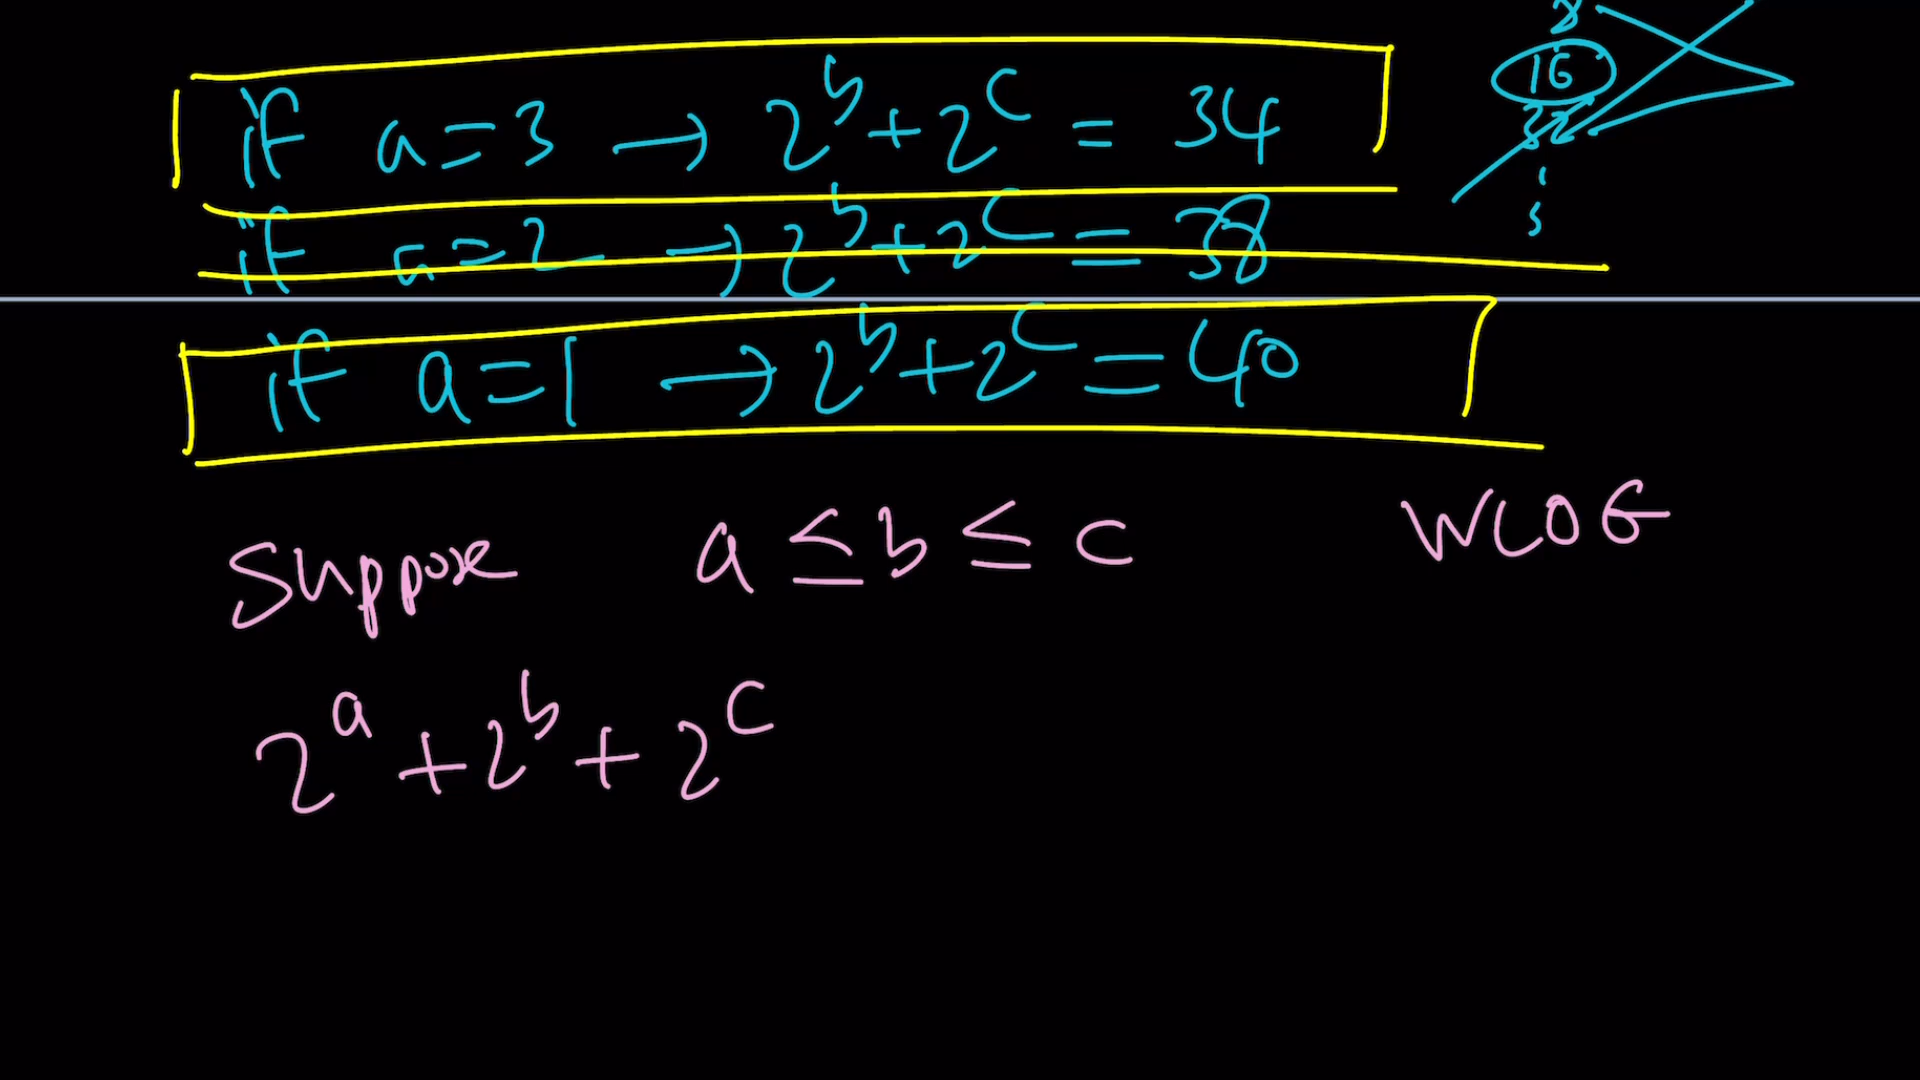 8
16
if a=3 → 2^b + 2^c = 34
32
if a=2 → 2^b + 2^c = 38
if a=1 → 2^b + 2^c = 40
Suppose a ≤ b ≤ c WLOG
2^a + 2^b + 2^c